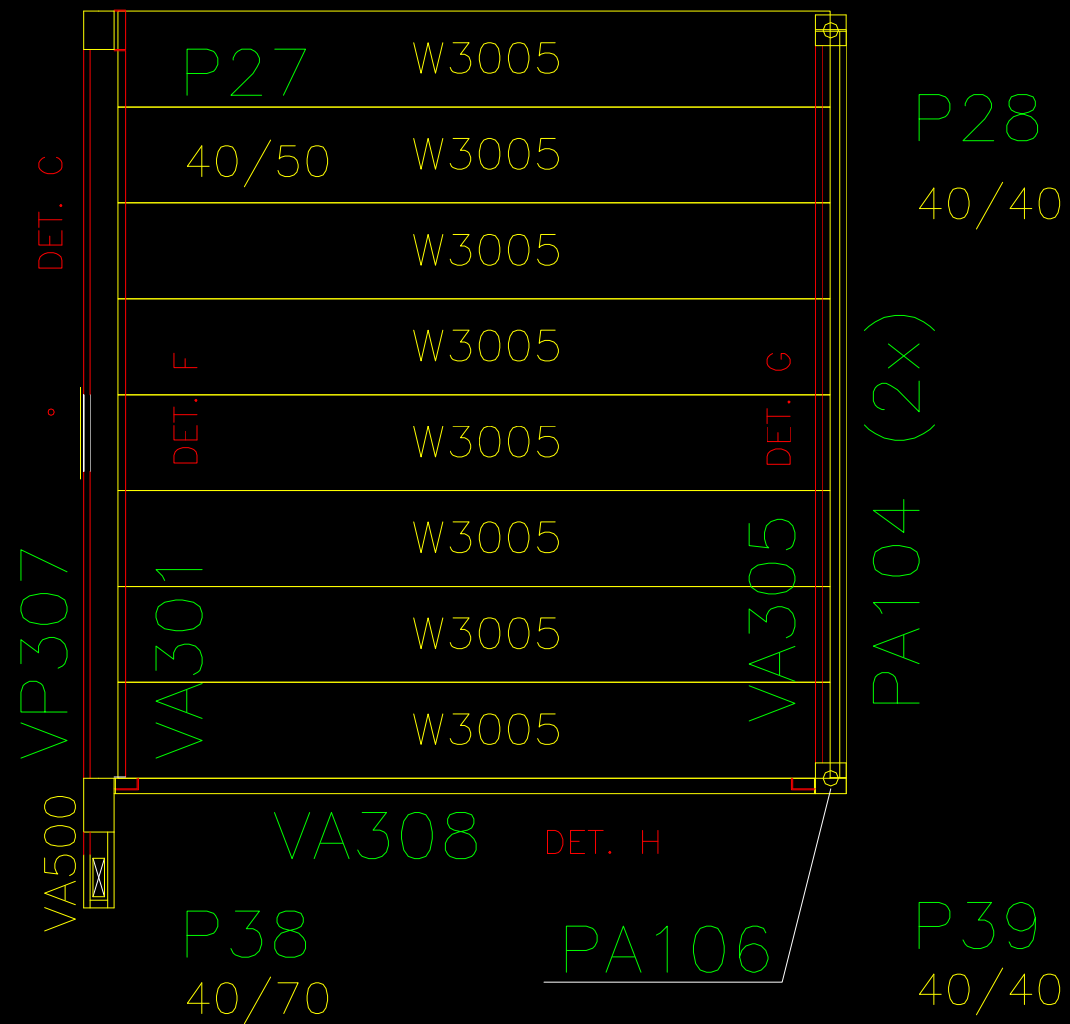 P27
W3005
P28
W3005
40/50
DET. C
40/40
W3005
W3005
DET. F
DET. G
PA104 (2x)
W3005
W3005
VP307
VA301
VA305
W3005
W3005
VA500
VA308
DET. H
P38
PA106
P39
40/70
40/40